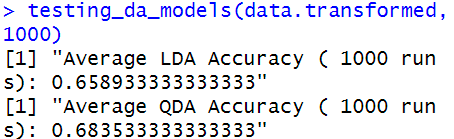 > testing_da_models(data.transformed,
1000)
[1] "Average LDA Accuracy ( 1000 run
s): 0.658933333333333"
[1] "Average QDA Accuracy ( 1000 run
s): 0.683533333333333"